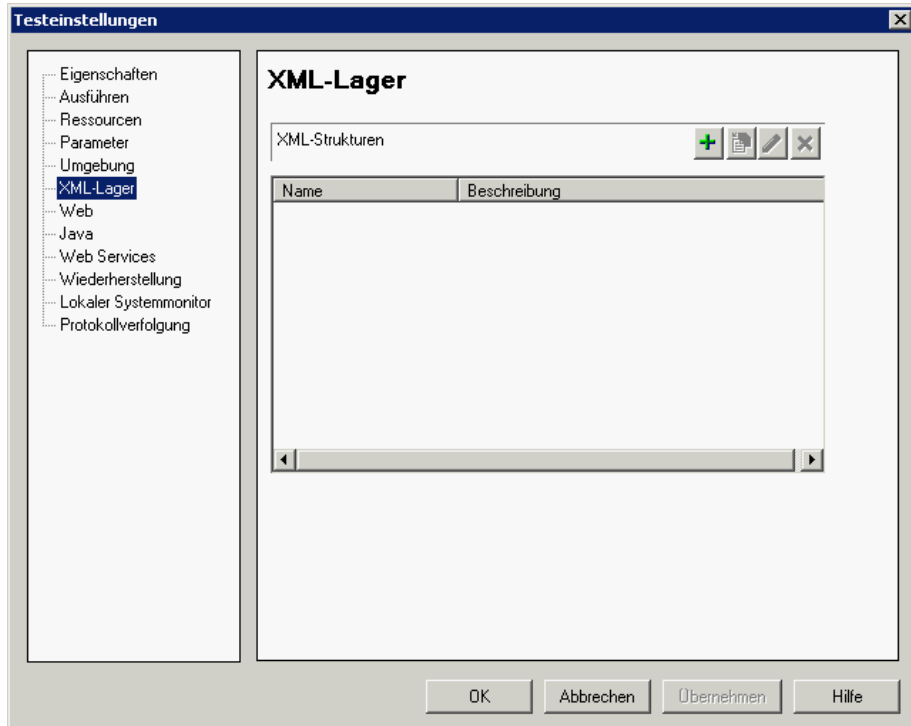 Testeinstellungen
Eigenschaften
Ausführen
Ressourcen
Parameter
Umgebung
XML-Lager
Web
Java
Web Services
Wiederherstellung
Lokaler Systemmonitor
Protokollverfolgung
XML-Lager
XML-Strukturen
Name Beschreibung
OK Abbrechen Übernehmen Hilfe